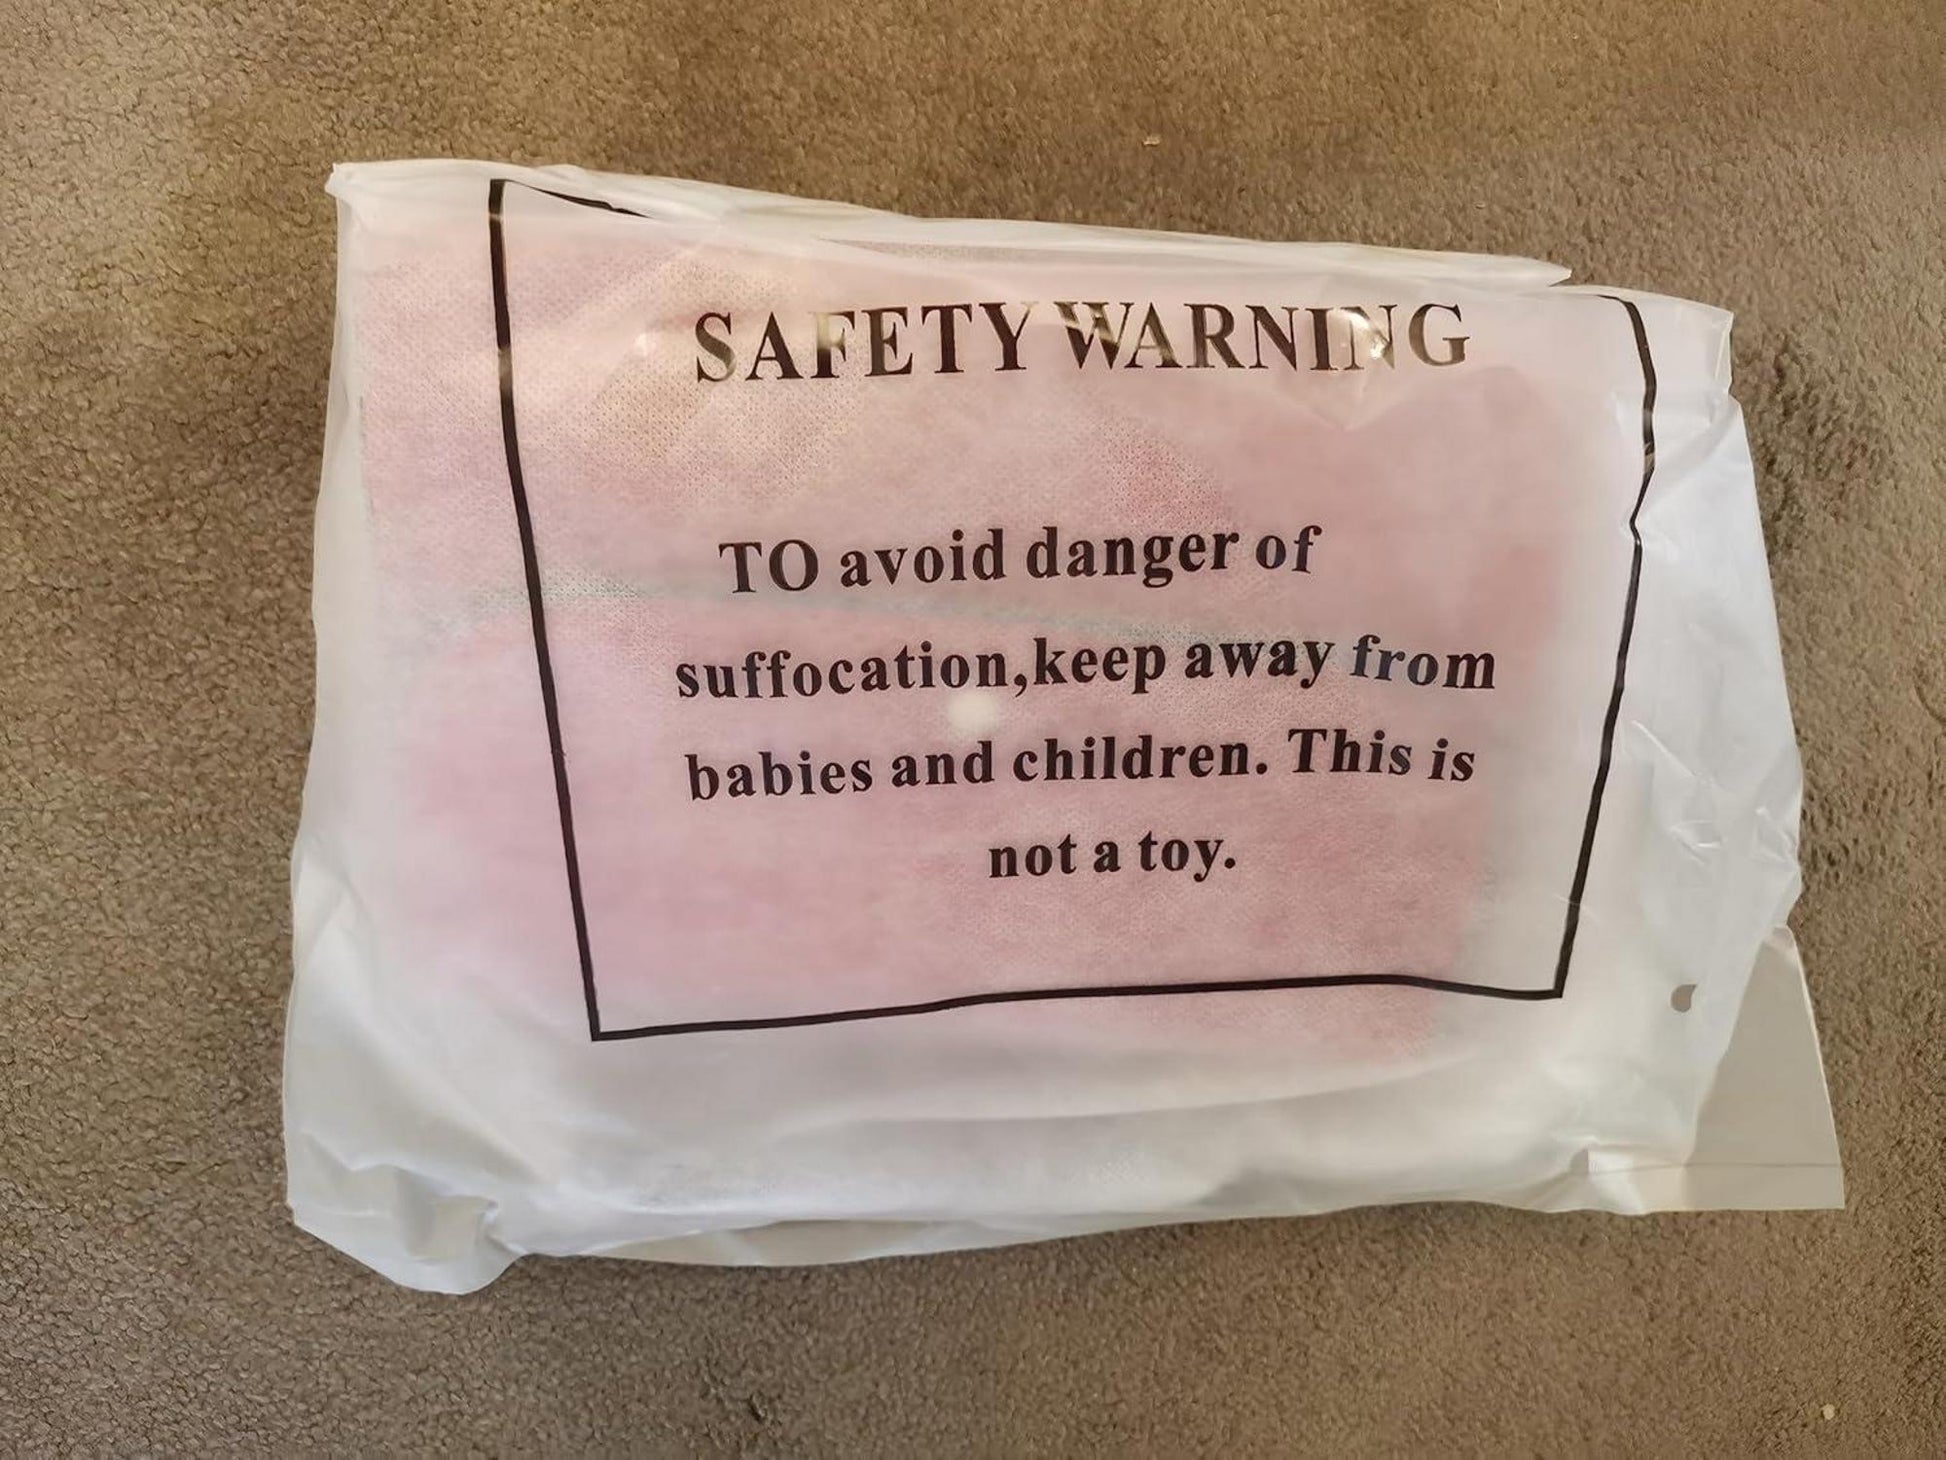 SAFETY WARNING
TO avoid danger of
suffocation,keep away from
babies and children. This is
not a toy.